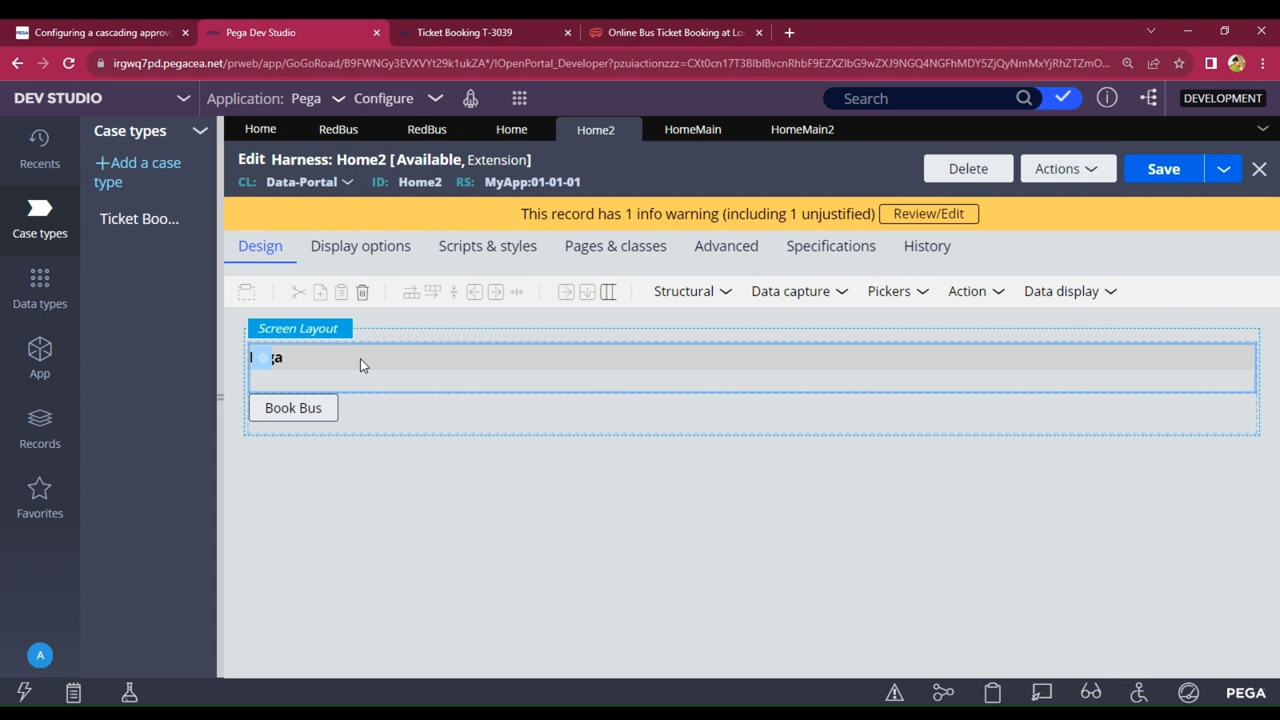 Configuring a cascading approv
Pega Dev Studio
Ticket Booking T-3039
Online Bus Ticket Booking at Lo
irgwq7pd.pegacea.net/prweb/app/GoGoRoad/B9FWNGy3EVXVYt29k1ukZA*/!OpenPortal_Developer?pzuiactionzzz=CXt0cn17T3BlblBvcnRhbF9EZXZlbG9wZXJ9NGQ4NGFhMDY5ZjQyNmMxYjRhZTZmO...
DEV STUDIO
Application: Pega
Configure
Search
DEVELOPMENT
Recents
Case types
Data types
App
Records
Favorites
A
Case types
+Add a case
type
Ticket Boo...
Home
RedBus
RedBus
Home
Home2
HomeMain
HomeMain2
Edit Harness: Home2 [Available, Extension]
CL: Data-Portal ID: Home2 RS: MyApp:01-01-01
Delete
Actions
Save
This record has 1 info warning (including 1 unjustified)
Review/Edit
Design
Display options
Scripts & styles
Pages & classes
Advanced
Specifications
History
Structural
Data capture
Pickers
Action
Data display
Screen Layout
Book Bus
PEGA